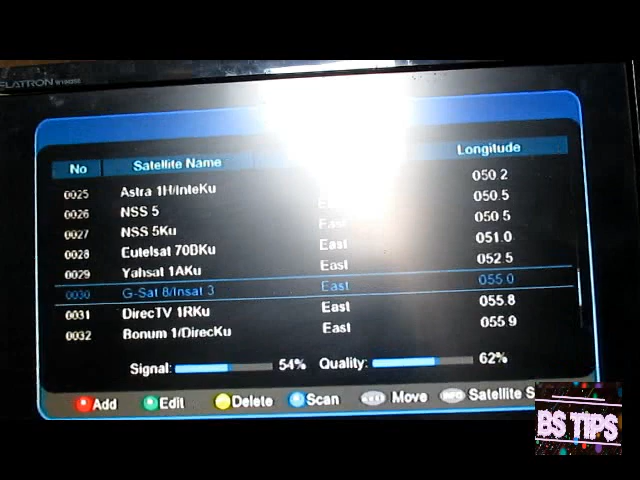 FLATRON
No Satellite Name Longitude
0025 Astra 1H/InteKu 050.2
0026 NSS 5 East 050.5
0027 NSS 5Ku East 050.5
0028 Eutelsat 70BKu East 051.0
0029 Yahsat 1AKu East 052.5
0030 G-Sat 8/Insat 3 East 055.0
0031 DirecTV 1RKu East 055.8
0032 Bonum 1/DirecKu East 055.9
Signal: 54% Quality: 62%
Add Edit Delete Scan Move INFO Satellite S
BS TIPS